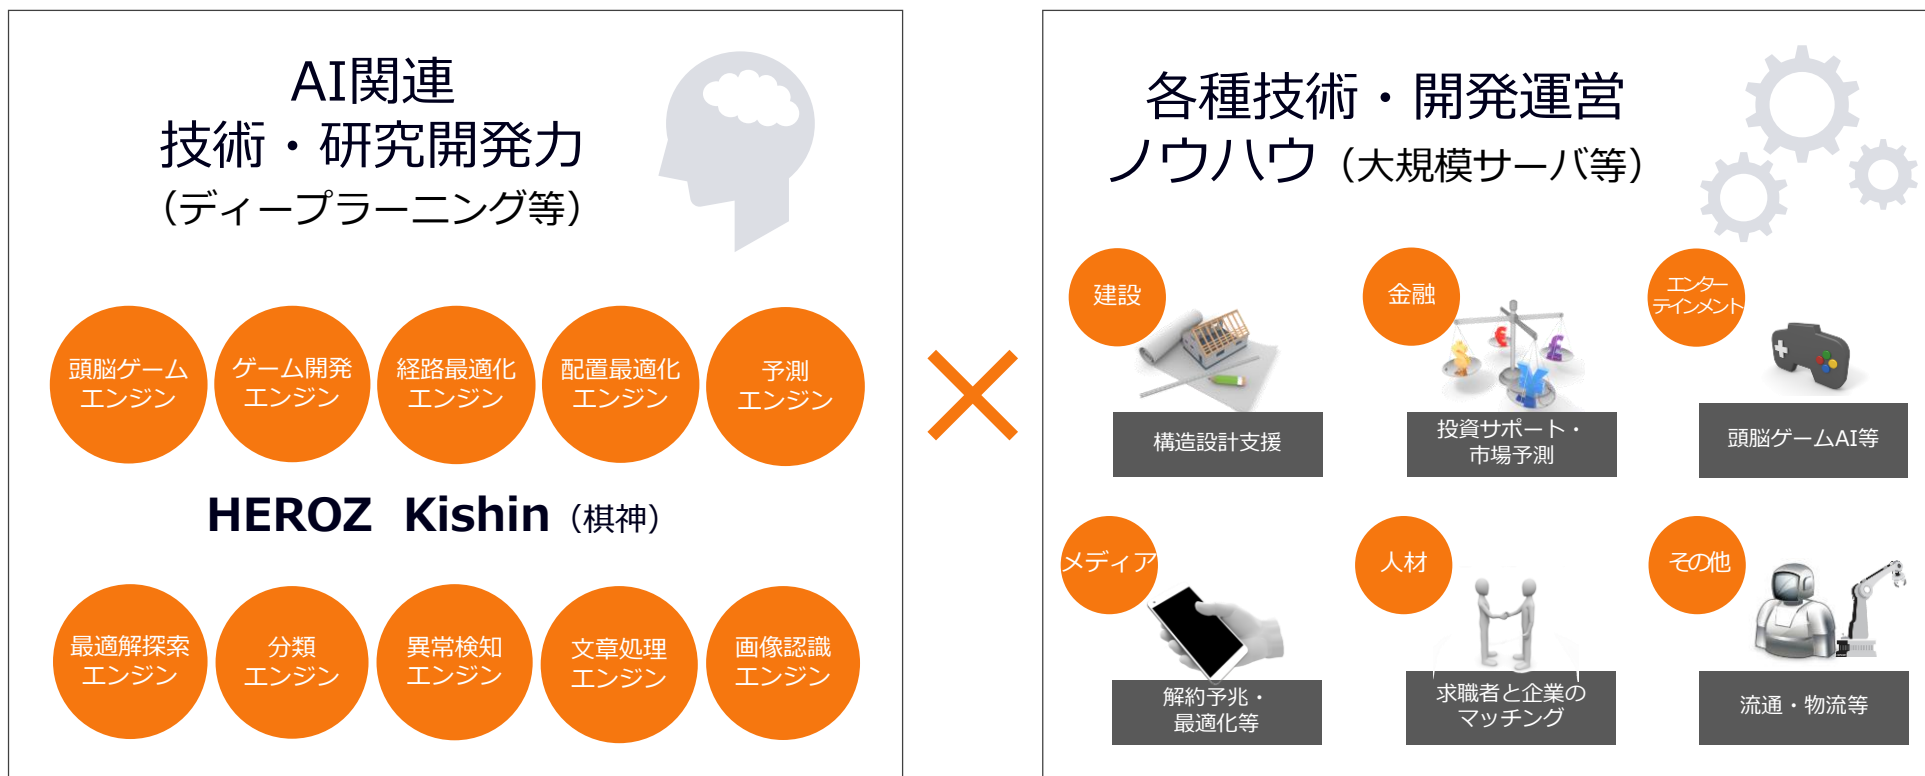 AI関連
技術・研究開発力
（ディープラーニング等）
頭脳ゲーム
エンジン
ゲーム開発
エンジン
経路最適化
エンジン
配置最適化
エンジン
予測
エンジン
HEROZ Kishin（棋神）
最適解探索
エンジン
分類
エンジン
異常検知
エンジン
文章処理
エンジン
画像認識
エンジン
各種技術・開発運営
ノウハウ（大規模サーバ等）
建設
構造設計支援
金融
投資サポート・
市場予測
エンター
テインメント
頭脳ゲームAI等
メディア
解約予兆・
最適化等
人材
求職者と企業の
マッチング
その他
流通・物流等